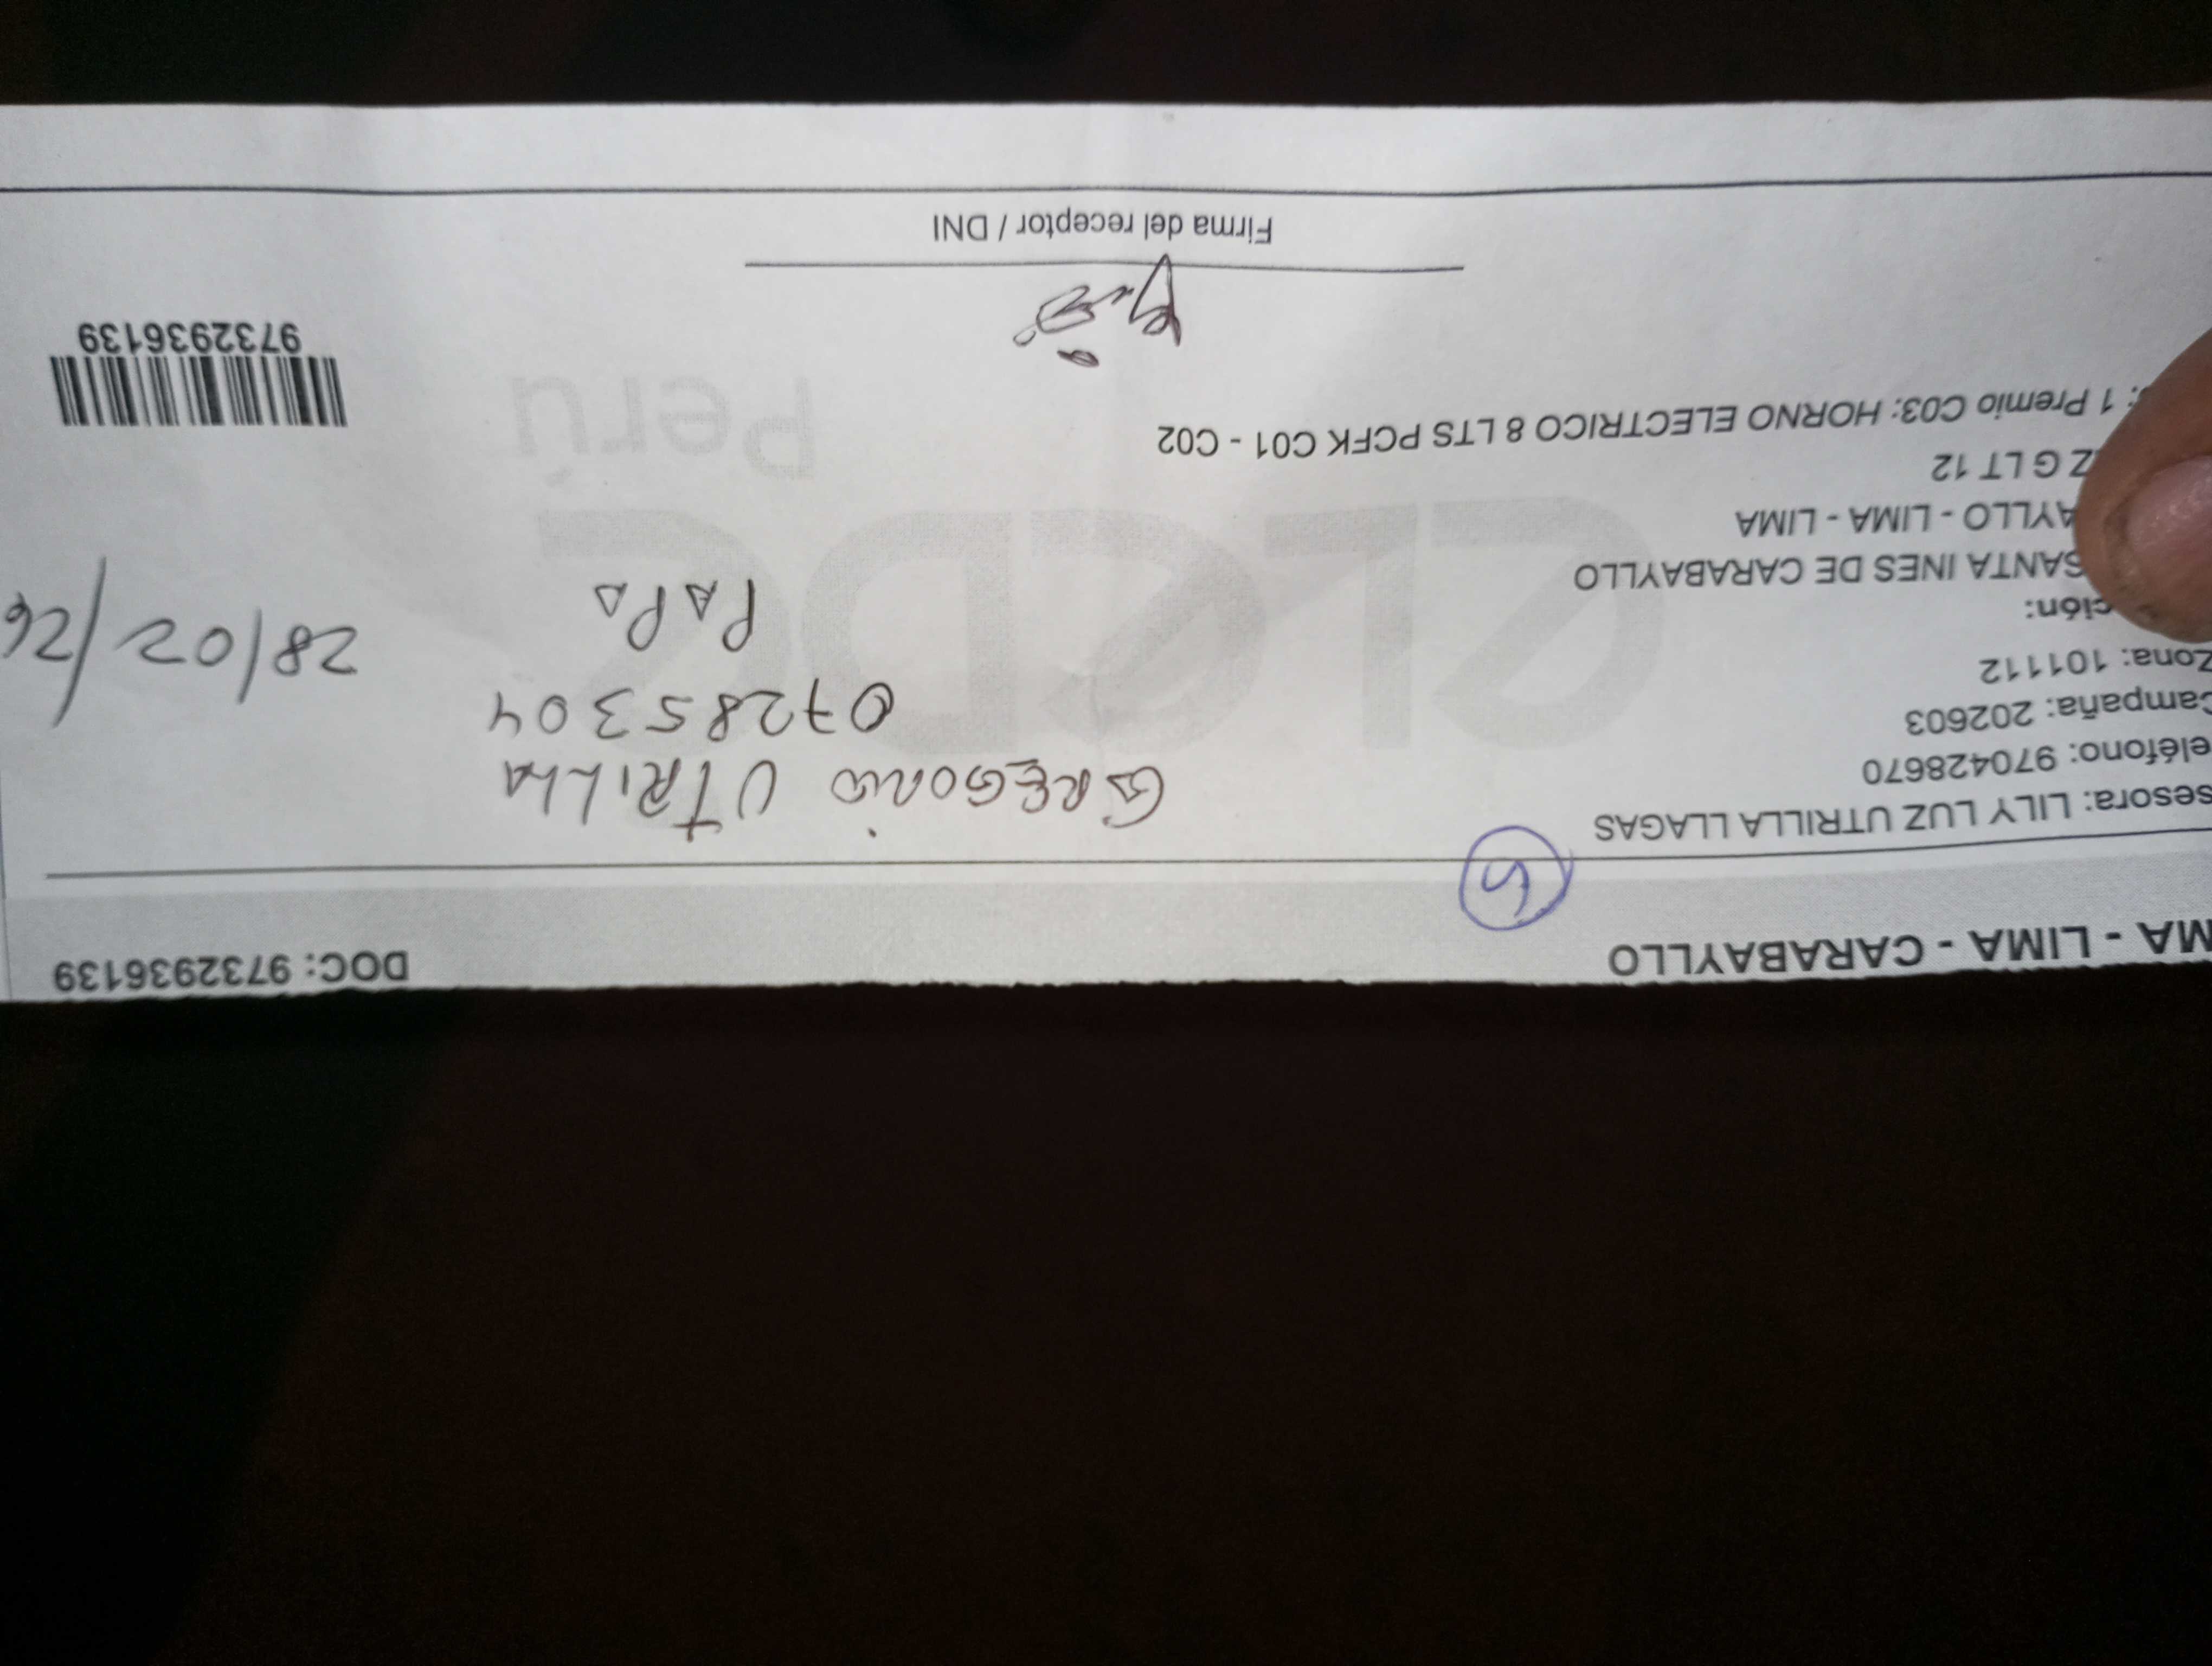 MA - LIMA - CARABAYLLO
DOC: 9732936139
5
sesora: LILY LUZ UTRILLA LLAGAS
eléfono: 970428670
Campaña: 202603
Zona: 101112
ción:
SANTA INES DE CARABAYLLO
AYLLO - LIMA - LIMA
Z G LT 12
: 1 Premio C03: HORNO ELECTRICO 8 LTS PCFK C01 - C02
GREGORIO UTRILLA
07285304
PAPA
28/02/26
Perú
9732936139
Firma del receptor / DNI